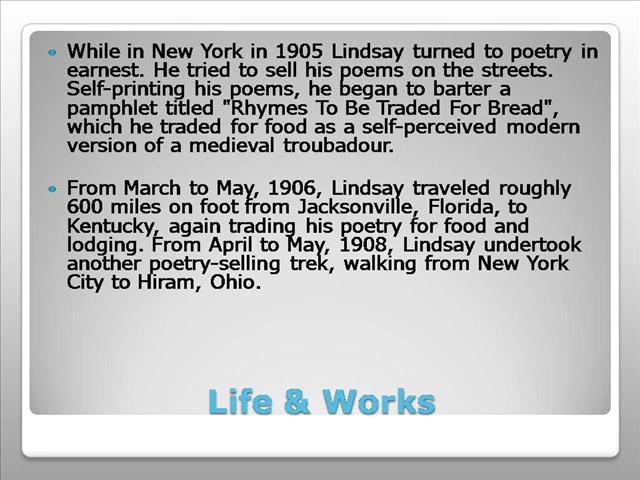 While in New York in 1905 Lindsay turned to poetry in
earnest. He tried to sell his poems on the streets.
Self-printing his poems, he began to barter a
pamphlet titled "Rhymes To Be Traded For Bread",
which he traded for food as a self-perceived modern
version of a medieval troubadour.
From March to May, 1906, Lindsay traveled roughly
600 miles on foot from Jacksonville, Florida, to
Kentucky, again trading his poetry for food and
lodging. From April to May, 1908, Lindsay undertook
another poetry-selling trek, walking from New York
City to Hiram, Ohio.
Life & Works